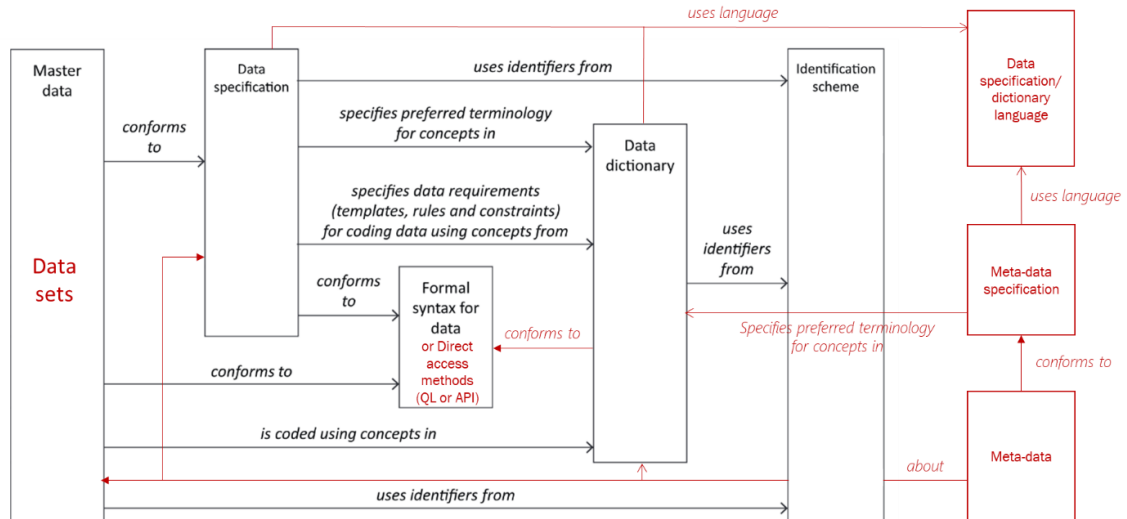 uses language
Master
data
Data
specification
uses identifiers from
Identification
scheme
Data
specification/
dictionary
language
conforms
to
specifies preferred terminology
for concepts in
Data
dictionary
specifies data requirements
(templates, rules and constraints)
for coding data using concepts from
uses language
uses
identifiers
from
Data
sets
conforms
to
Formal
syntax for
data
or Direct
access
methods
(QL or API)
Meta-data
specification
conforms to
Specifies preferred terminology
for concepts in
conforms to
conforms to
is coded using concepts in
about
Meta-data
uses identifiers from